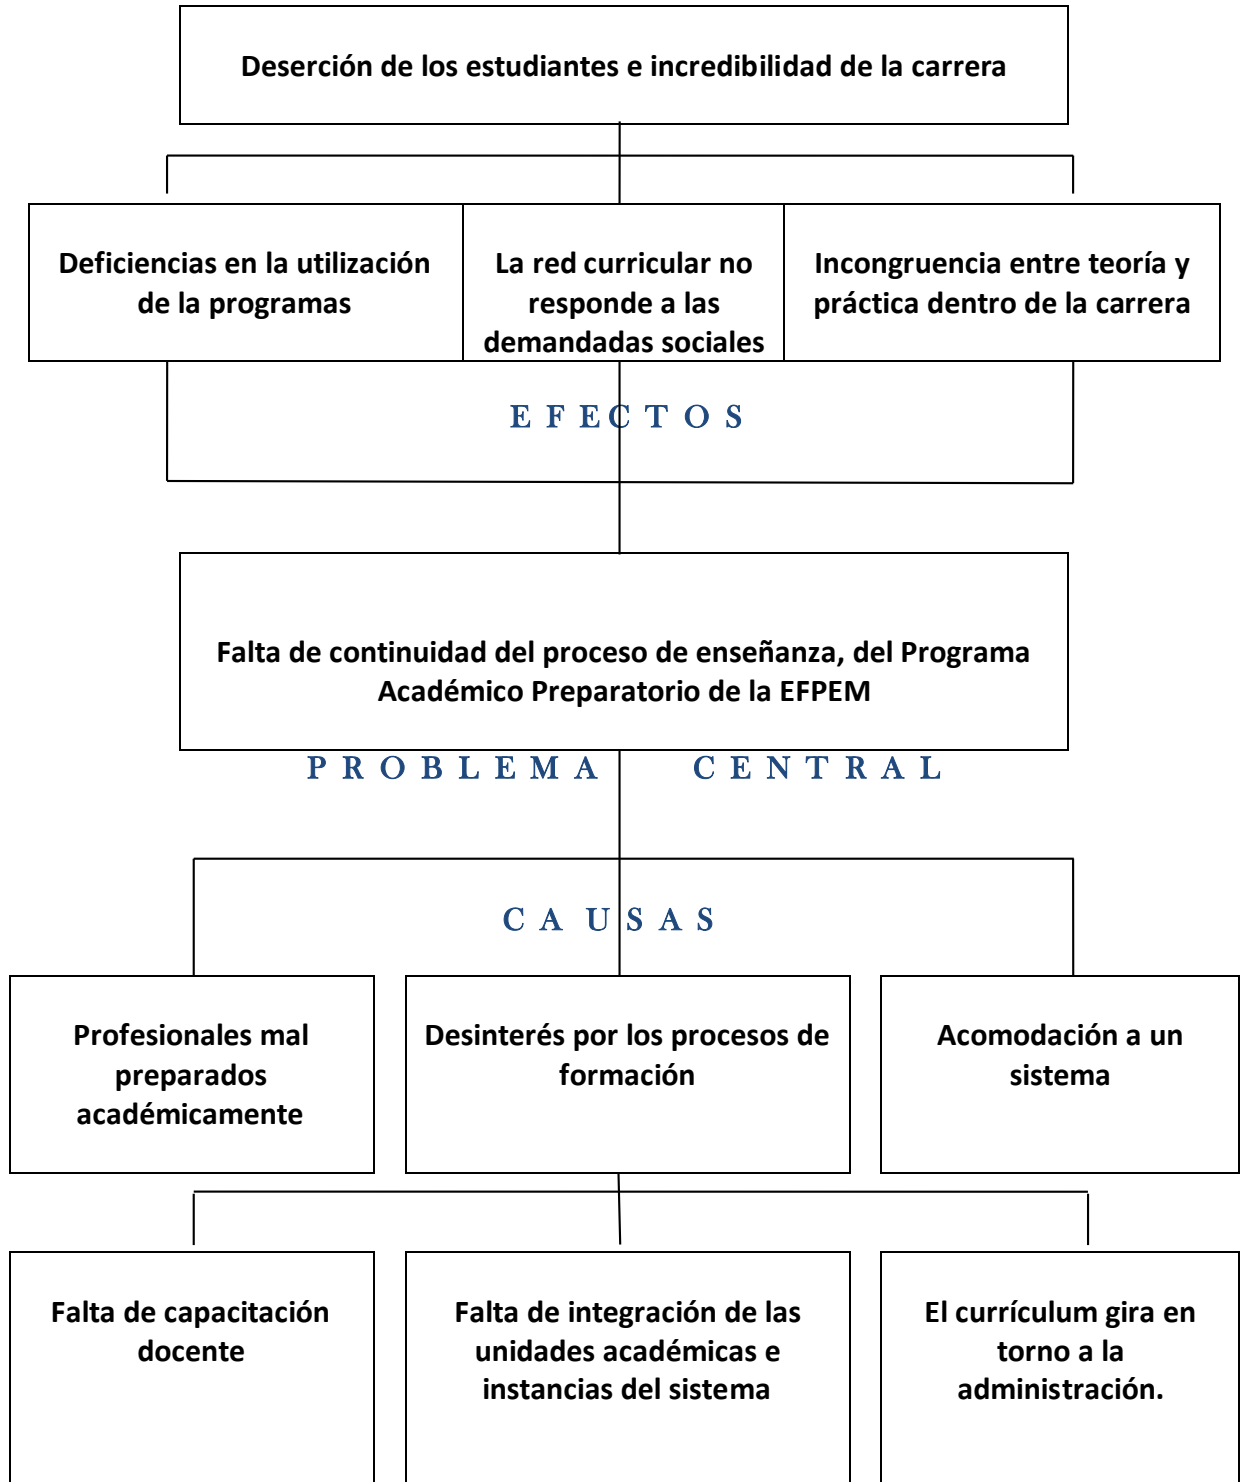 Deserción de los estudiantes e incredibilidad de la carrera
Deficiencias en la utilización
de la programas
La red curricular no
responde a las
demandadas sociales
Incongruencia entre teoría y
práctica dentro de la carrera
E F E C T O S
Falta de continuidad del proceso de enseñanza, del Programa
Académico Preparatorio de la EFPEM
P R O B L E M A C E N T R A L
C A U S A S
Profesionales mal
preparados
académicamente
Desinterés por los procesos de
formación
Acomodación a un
sistema
Falta de capacitación
docente
Falta de integración de las
unidades académicas e
instancias del sistema
El currículum gira en
torno a la
administración.